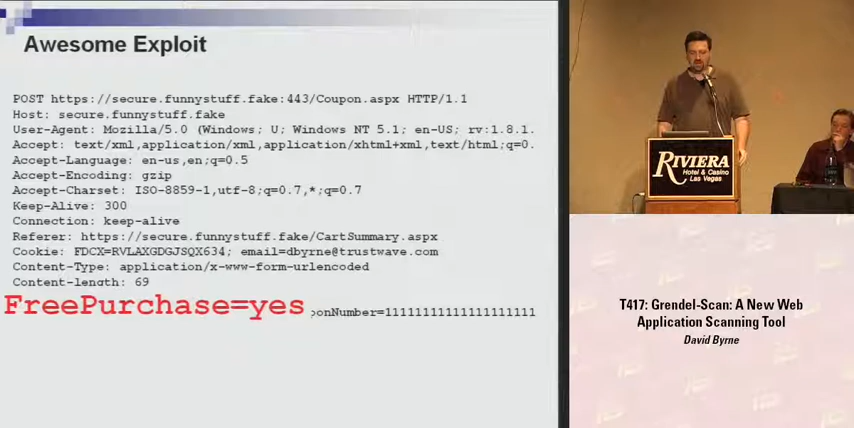 Awesome Exploit
POST https://secure.funnystuff.fake:443/Coupon.aspx HTTP/1.1
Host: secure.funnystuff.fake
User-Agent: Mozilla/5.0 (Windows; U; Windows NT 5.1; en-US; rv:1.8.1.
Accept: text/xml,application/xml,application/xhtml+xml,text/html;q=0.
Accept-Language: en-us,en;q=0.5
Accept-Encoding: gzip
Accept-Charset: ISO-8859-1,utf-8;q=0.7,*;q=0.7
Keep-Alive: 300
Connection: keep-alive
Referer: https://secure.funnystuff.fake/CartSummary.aspx
Cookie: FDCX=RVLAXGDGJSQX634; email=dbyrne@trustwave.com
Content-Type: application/x-www-form-urlencoded
Content-length: 69
FreePurchase=yes ponNumber=11111111111111111111
RIVIERA
Hotel & Casino
Las Vegas
T417: Grendel-Scan: A New Web
Application Scanning Tool
David Byrne